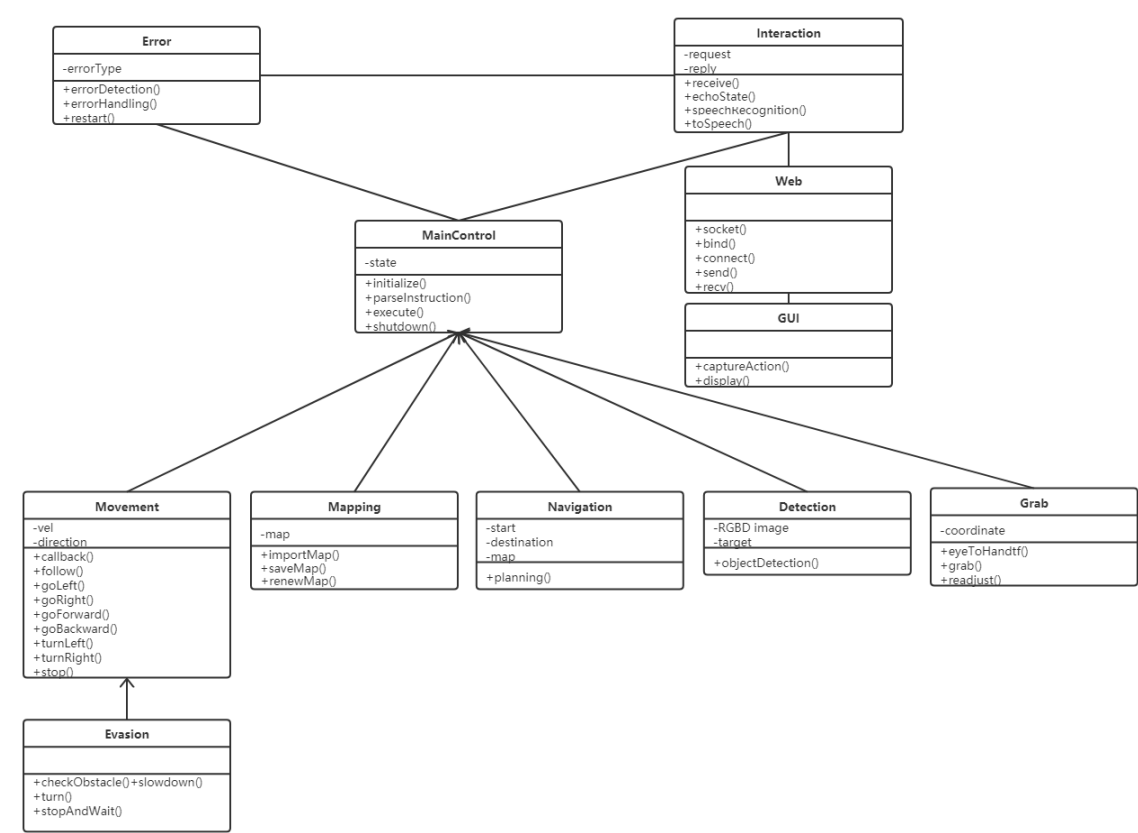 Error
-errorType
+errorDetection()
+errorHandling()
+restart()
Interaction
-request
-reply
+receive()
+echoState()
+speechRecognition()
+toSpeech()
Web
+socket()
+bind()
+connect()
+send()
+recv()
GUI
+captureAction()
+display()
MainControl
-state
+initialize()
+parseInstruction()
+execute()
+shutdown()
Movement
-vel
-direction
+callback()
+follow()
+goLeft()
+goRight()
+goForward()
+goBackward()
+turnLeft()
+turnRight()
+stop()
Mapping
-map
+importMap()
+saveMap()
+renewMap()
Navigation
-start
-destination
-map
+planning()
Detection
-RGBD image
-target
+objectDetection()
Grab
-coordinate
+eyeToHandtf()
+grab()
+readjust()
Evasion
+checkObstacle()+slowdown()
+turn()
+stopAndWait()